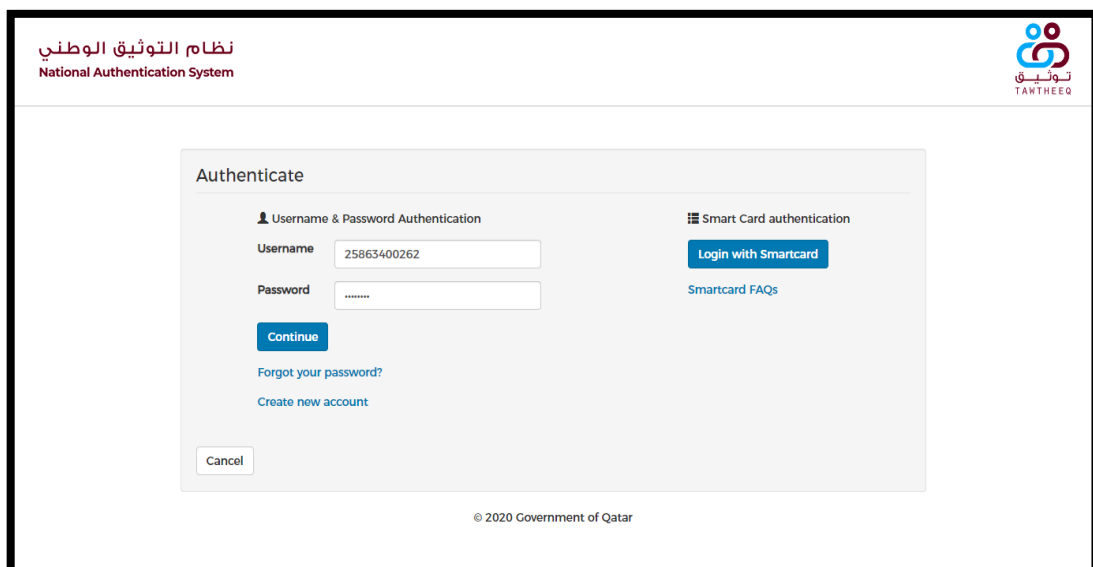 نظام التوثيق الوطني
National Authentication System
توثيق
TAWTHEEQ
Authenticate
Username & Password Authentication
Username 25863400262
Password ........
Continue
Forgot your password?
Create new account
Smart Card authentication
Login with Smartcard
Smartcard FAQs
Cancel
© 2020 Government of Qatar